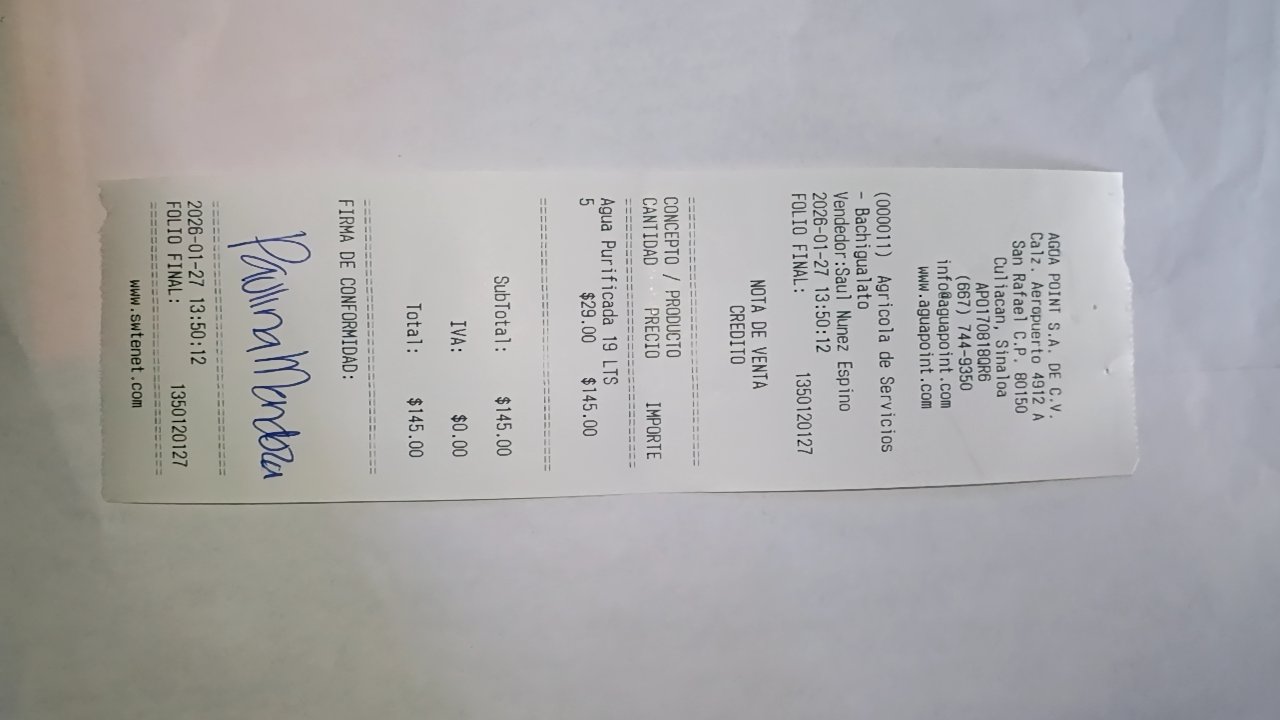 AGUA POINT S.A. DE C.V.
Calz. Aeropuerto 4912 A
San Rafael C.P. 80150
Culiacan, Sinaloa
APO170818QR6
(667) 744-9350
info@aguapoint.com
www.aguapoint.com
(000011) Agricola de Servicios
- Bachigualato
Vendedor:Saul Nunez Espino
2026-01-27 13:50:12
FOLIO FINAL: 1350120127
NOTA DE VENTA
CREDITO
================================
CONCEPTO / PRODUCTO
CANTIDAD PRECIO IMPORTE
================================
Agua Purificada 19 LTS
5 $29.00 $145.00
================================
SubTotal: $145.00
IVA: $0.00
Total: $145.00
================================
FIRMA DE CONFORMIDAD:
Paulina Mendoza
================================
2026-01-27 13:50:12
FOLIO FINAL: 1350120127
================================
www.swtenet.com